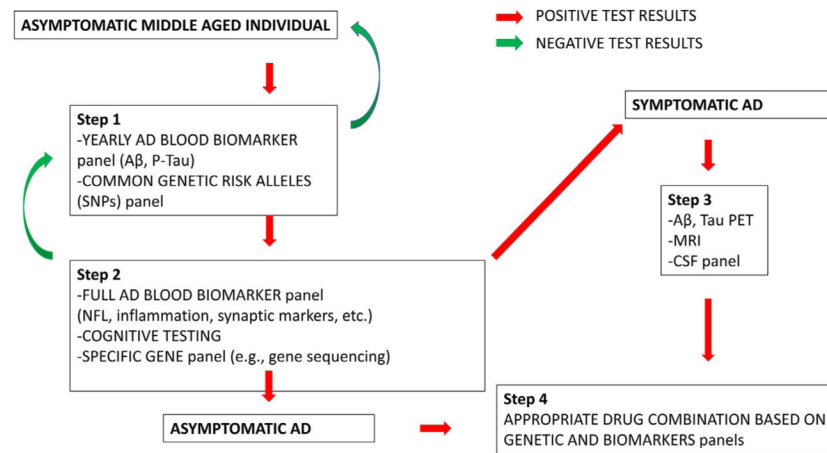 ASYMPTOMATIC MIDDLE AGED INDIVIDUAL
POSITIVE TEST RESULTS
NEGATIVE TEST RESULTS
Step 1
-YEARLY AD BLOOD BIOMARKER
panel (Aβ, P-Tau)
-COMMON GENETIC RISK ALLELES
(SNPs) panel
Step 2
-FULL AD BLOOD BIOMARKER panel
(NFL, inflammation, synaptic markers, etc.)
-COGNITIVE TESTING
-SPECIFIC GENE panel (e.g., gene sequencing)
ASYMPTOMATIC AD
SYMPTOMATIC AD
Step 3
-Aβ, Tau PET
-MRI
-CSF panel
Step 4
APPROPRIATE DRUG COMBINATION BASED ON
GENETIC AND BIOMARKERS panels